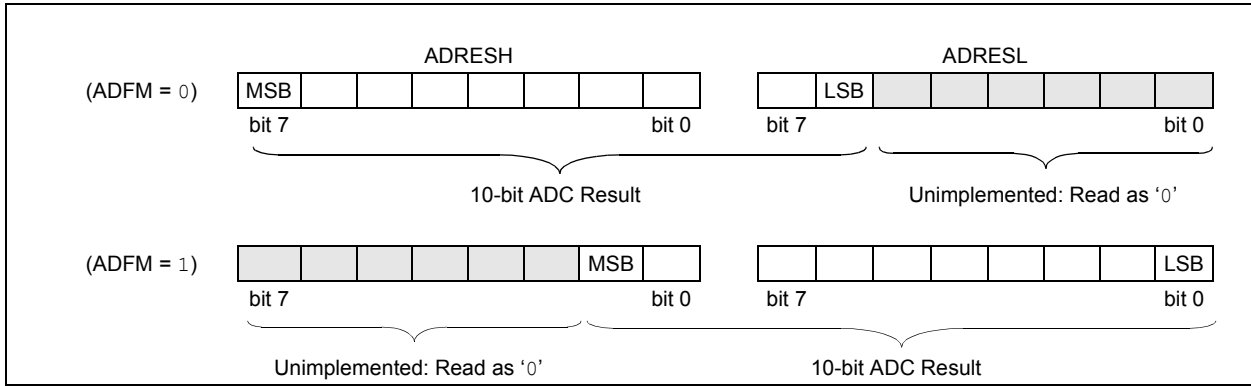 ADRESH ADRESL
(ADFM = 0) MSB LSB
bit 7 bit 0 bit 7 bit 0
10-bit ADC Result Unimplemented: Read as ‘0’
(ADFM = 1) MSB LSB
bit 7 bit 0 bit 7 bit 0
Unimplemented: Read as ‘0’ 10-bit ADC Result